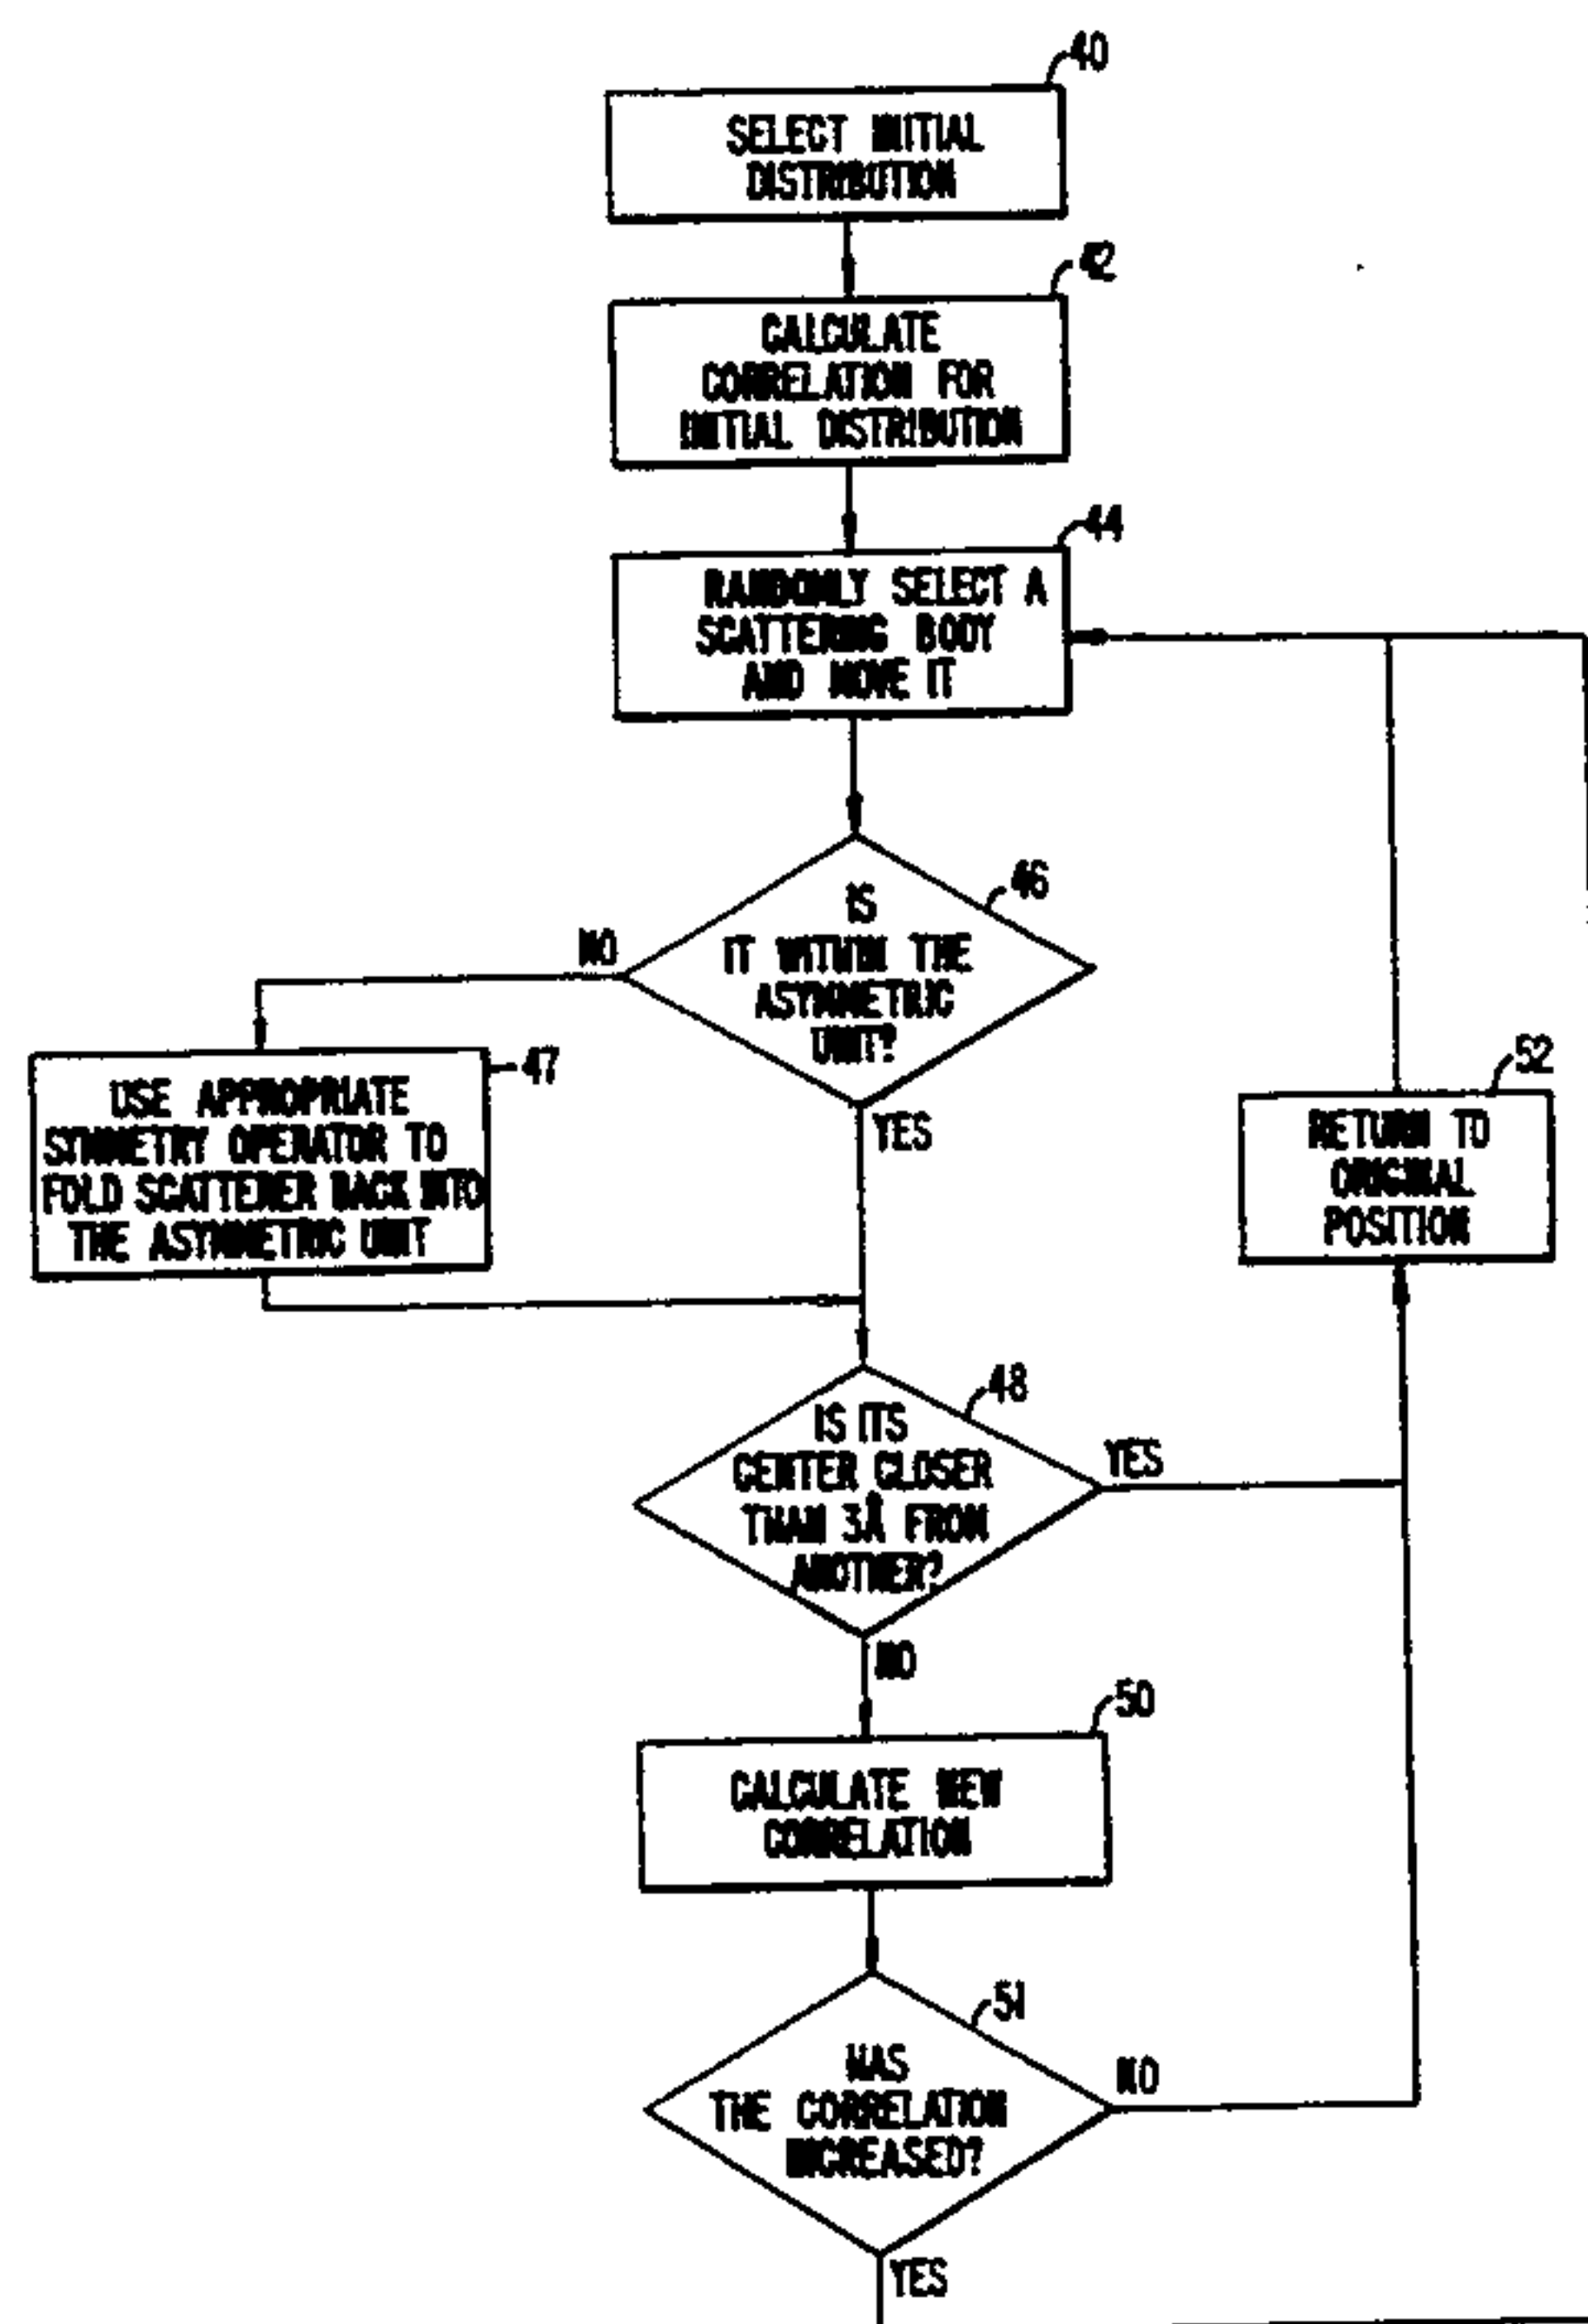 40
SELECT INITIAL
DISTRIBUTION
42
CALCULATE
CORRELATION FOR
INITIAL DISTRIBUTION
44
RANDOMLY SELECT A
SCATTERING BODY
AND MOVE IT
46
IS
IT WITHIN THE
ASYMMETRIC
UNIT?
NO
YES
47
USE APPROPRIATE
SYMMETRY OPERATOR TO
FOLD SCATTERER BACK INTO
THE ASYMMETRIC UNIT
52
RETURN TO
ORIGINAL
POSITION
48
IS ITS
CENTER CLOSER
THAN 3Å FROM
ANOTHER?
YES
NO
50
CALCULATE NEW
CORRELATION
51
HAS
THE CORRELATION
INCREASED?
NO
YES